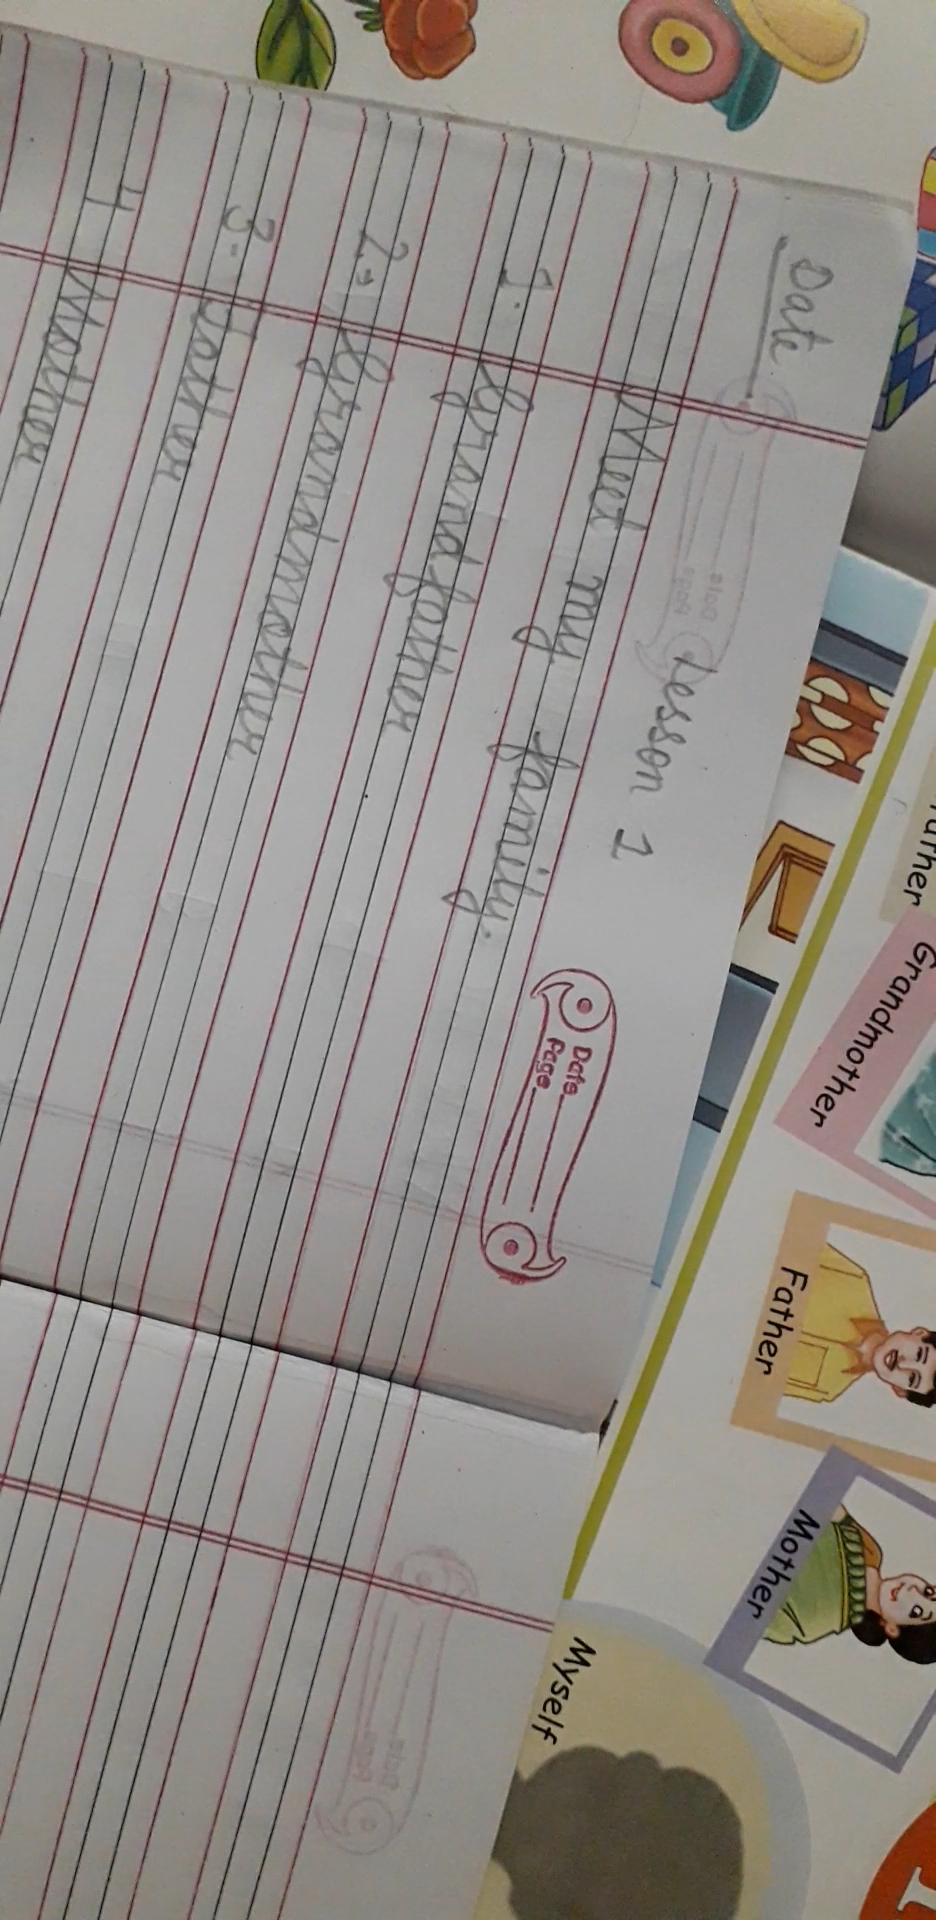 Date
Lesson 1
Meet my family.
1. Grandfather
2. Grandmother
3- Father
4 Mother
Date
Page
Grandmother
Father
Mother
Myself